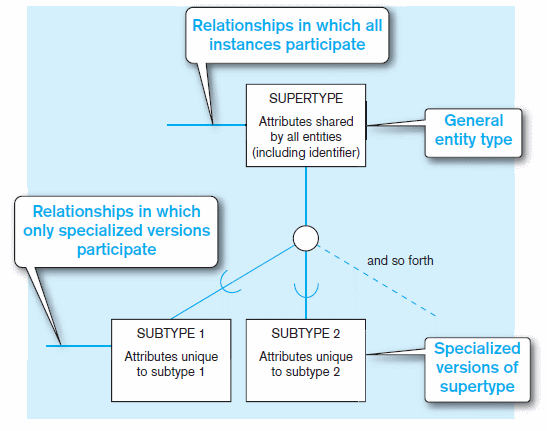 Relationships in which all
instances participate
SUPERTYPE
Attributes shared
by all entities
(including identifier)
General
entity type
Relationships in which
only specialized versions
participate
and so forth
SUBTYPE 1
Attributes unique
to subtype 1
SUBTYPE 2
Attributes unique
to subtype 2
Specialized
versions of
supertype